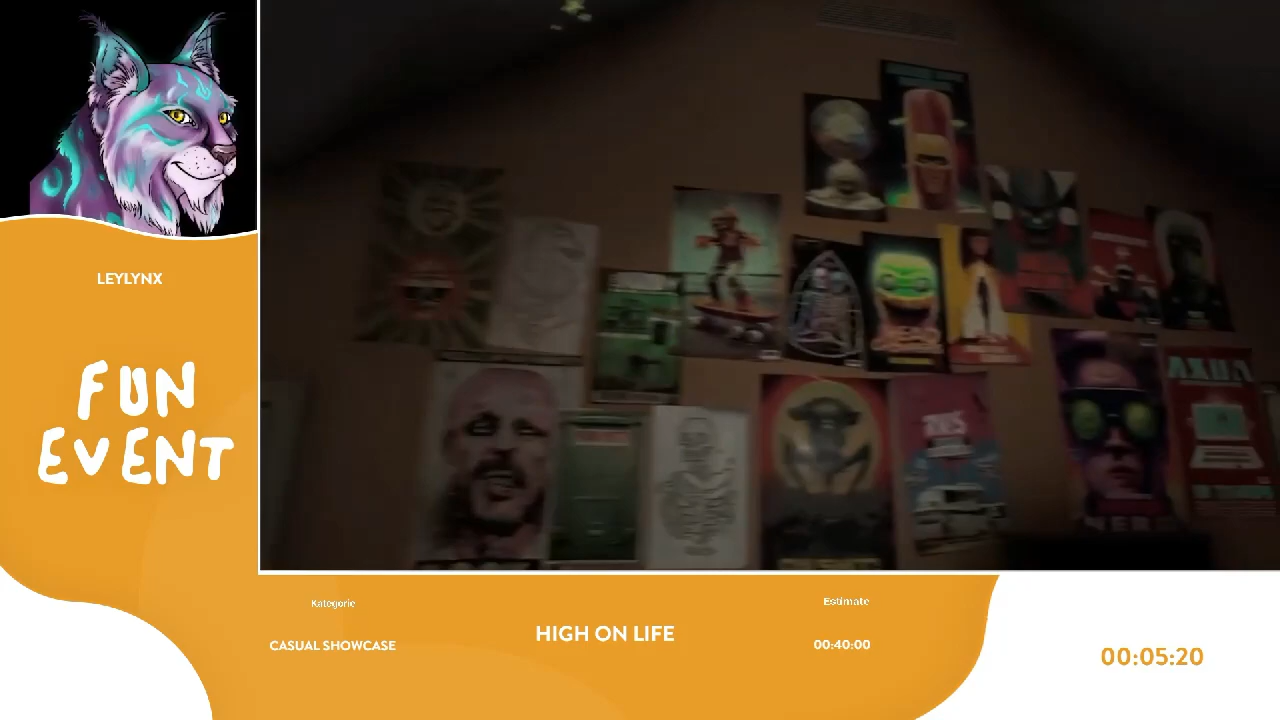 LEYLYNX
FUN
EVENT
Kategorie
CASUAL SHOWCASE
HIGH ON LIFE
Estimate
00:40:00
00:05:20